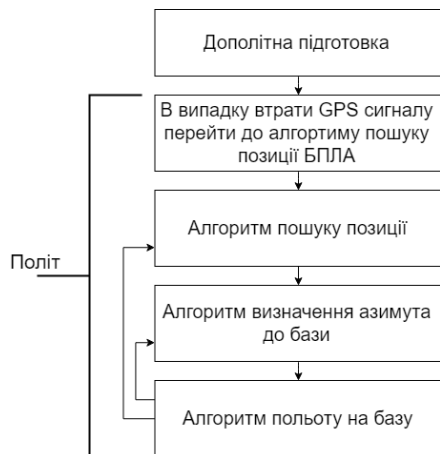 Дополітна підготовка
В випадку втрати GPS сигналу
перейти до алгортиму пошуку
позиції БПЛА
Алгоритм пошуку позиції
Політ
Алгоритм визначення азимута
до бази
Алгоритм польоту на базу